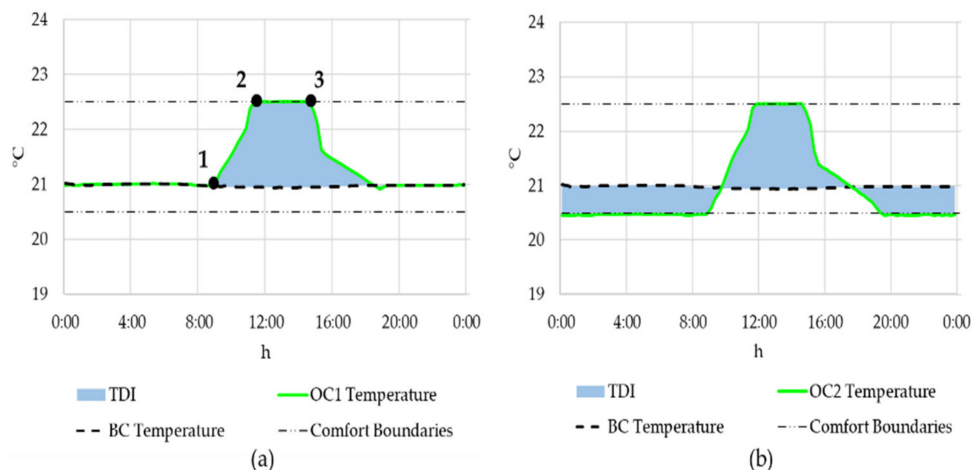 24
23
22
21
20
19
°C
1
2
3
0:00 4:00 8:00 12:00 16:00 20:00 0:00
h
TDI
OC1 Temperature
BC Temperature
Comfort Boundaries
(a)
24
23
22
21
20
19
°C
0:00 4:00 8:00 12:00 16:00 20:00 0:00
h
TDI
OC2 Temperature
BC Temperature
Comfort Boundaries
(b)